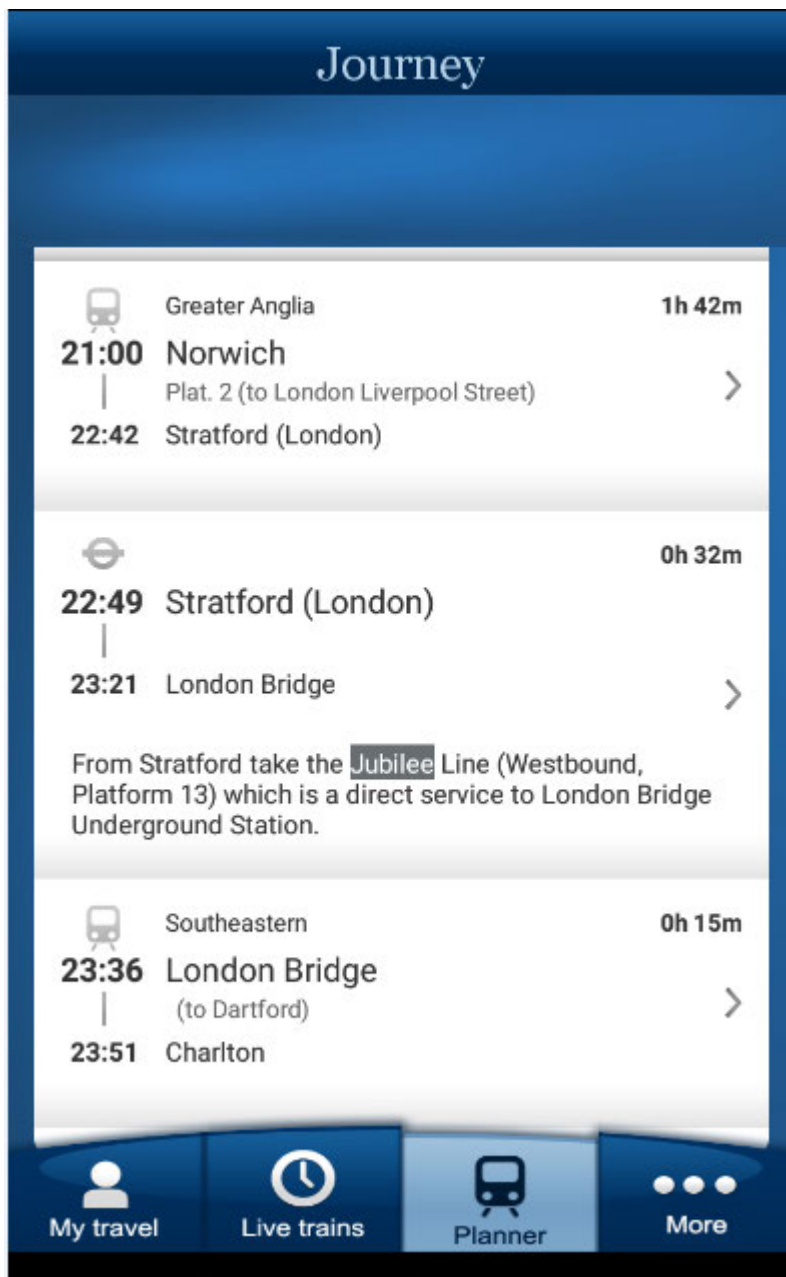 Journey
Greater Anglia 1h 42m
21:00 Norwich
Plat. 2 (to London Liverpool Street)
22:42 Stratford (London)
0h 32m
22:49 Stratford (London)
23:21 London Bridge
From Stratford take the Jubilee Line (Westbound,
Platform 13) which is a direct service to London Bridge
Underground Station.
Southeastern 0h 15m
23:36 London Bridge
(to Dartford)
23:51 Charlton
My travel Live trains Planner More